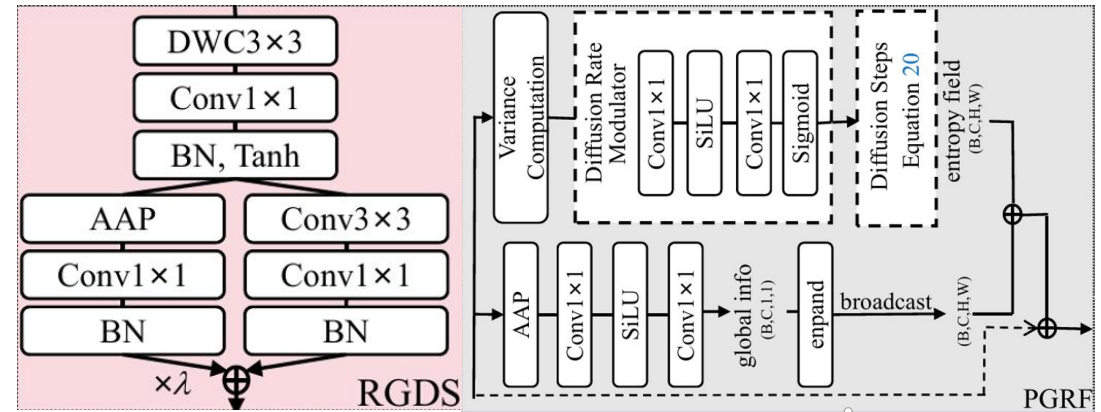 DWC3×3
Conv1×1
BN, Tanh
AAP
Conv3×3
Conv1×1
Conv1×1
BN
BN
×λ
RGDS
Variance
Computation
Diffusion Rate
Modulator
Conv1×1
SiLU
Conv1×1
Sigmoid
Diffusion Steps
Equation 20
entropy field
(B,C,H,W)
AAP
Conv1×1
SiLU
Conv1×1
global info
(B,C,1,1)
enpand
broadcast
(B,C,H,W)
PGRF